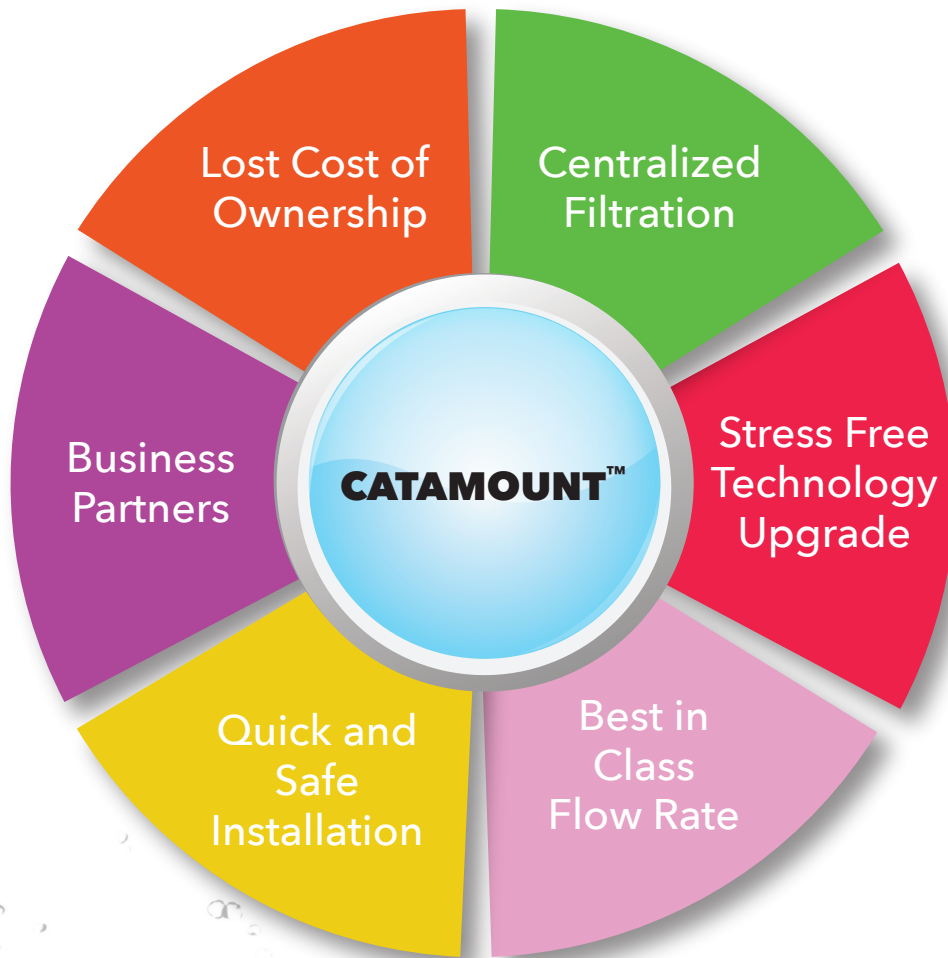 Lost Cost of
Ownership
Centralized
Filtration
Stress Free
Technology
Upgrade
Best in
Class
Flow Rate
Quick and
Safe
Installation
Business
Partners
CATAMOUNT™